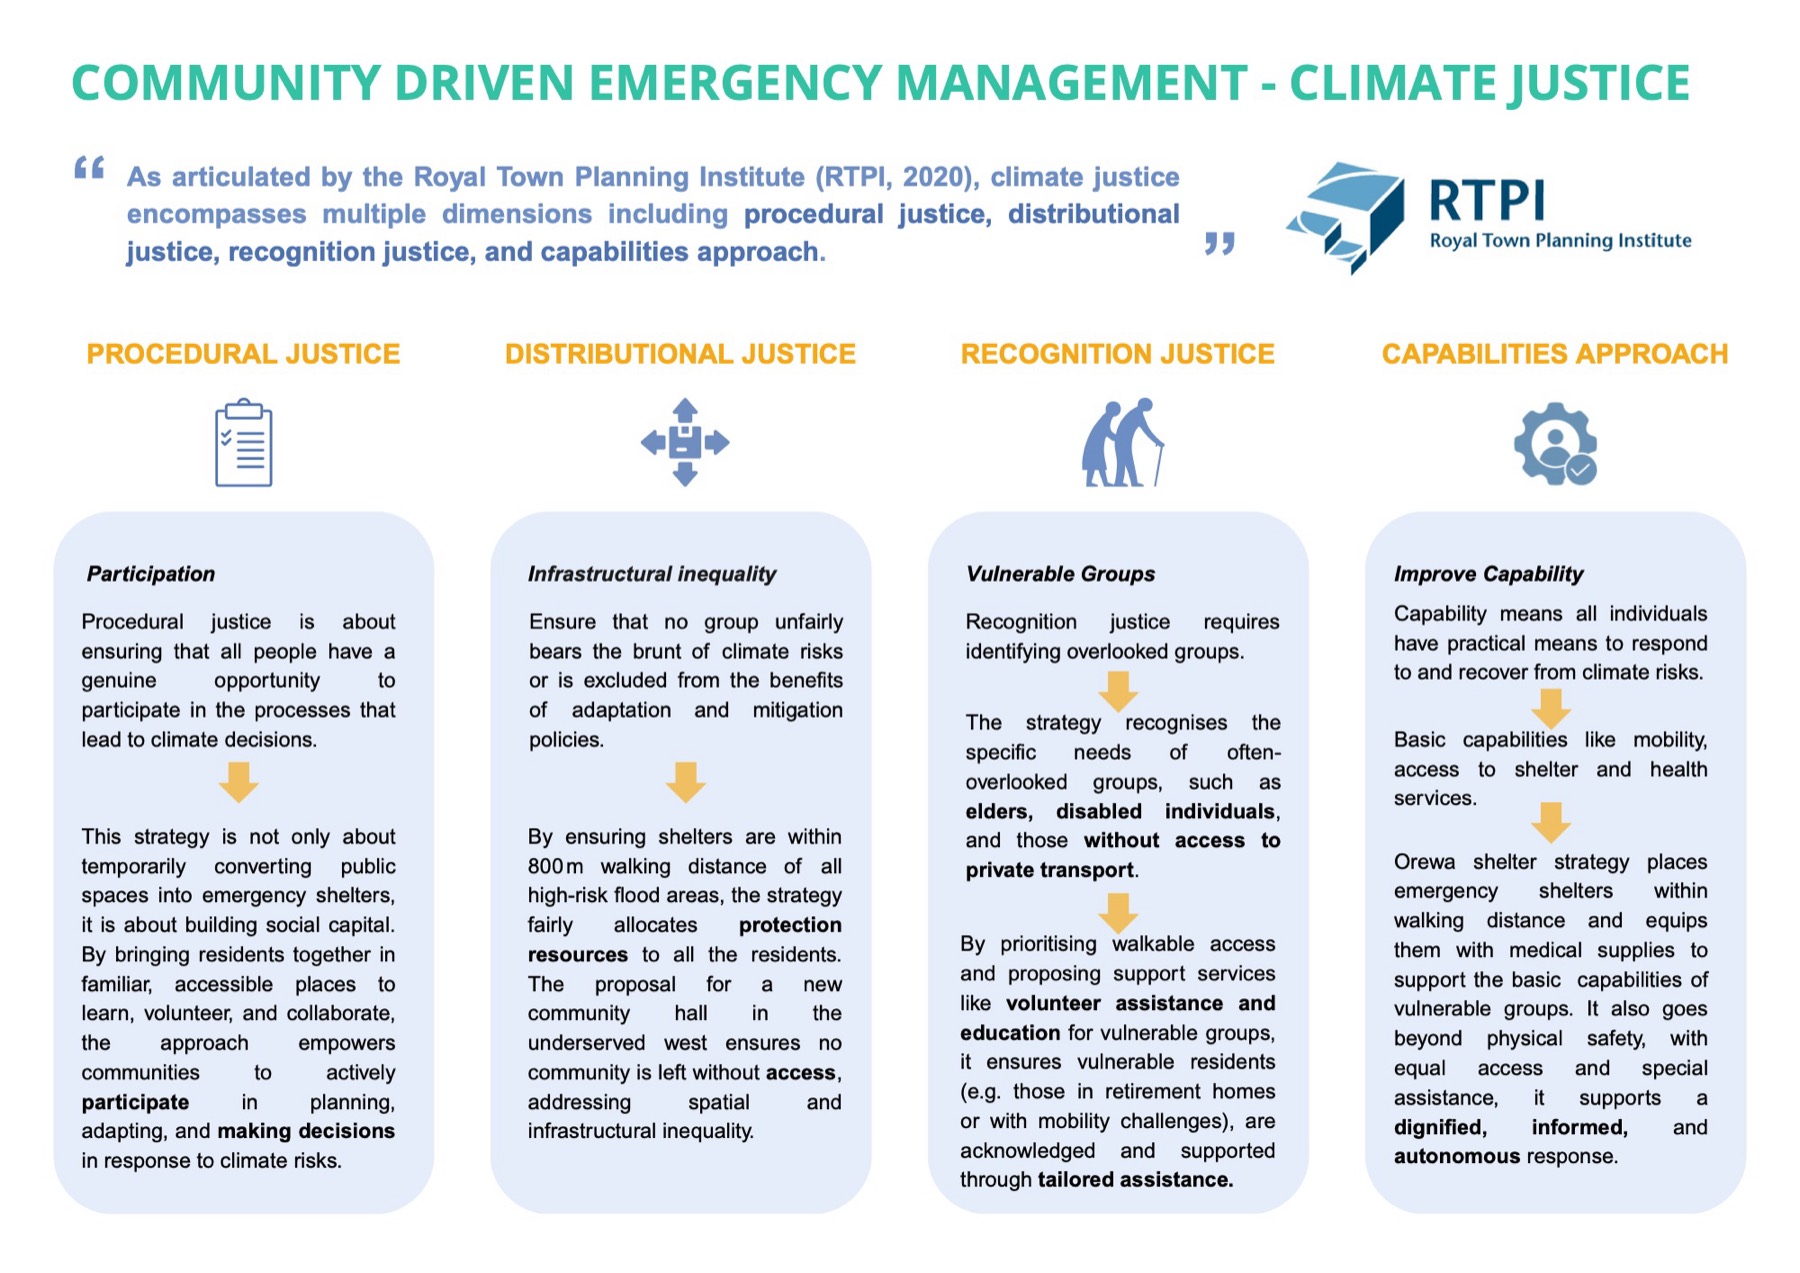 COMMUNITY DRIVEN EMERGENCY MANAGEMENT - CLIMATE JUSTICE
“ As articulated by the Royal Town Planning Institute (RTPI, 2020), climate justice
encompasses multiple dimensions including procedural justice, distributional
justice, recognition justice, and capabilities approach. ”
RTPI
Royal Town Planning Institute
PROCEDURAL JUSTICE
Participation
Procedural justice is about
ensuring that all people have a
genuine opportunity to
participate in the processes that
lead to climate decisions.
This strategy is not only about
temporarily converting public
spaces into emergency shelters,
it is about building social capital.
By bringing residents together in
familiar, accessible places to
learn, volunteer, and collaborate,
the approach empowers
communities to actively
participate in planning,
adapting, and making decisions
in response to climate risks.
DISTRIBUTIONAL JUSTICE
Infrastructural inequality
Ensure that no group unfairly
bears the brunt of climate risks
or is excluded from the benefits
of adaptation and mitigation
policies.
By ensuring shelters are within
800m walking distance of all
high-risk flood areas, the strategy
fairly allocates protection
resources to all the residents.
The proposal for a new
community hall in the
underserved west ensures no
community is left without access,
addressing spatial and
infrastructural inequality.
RECOGNITION JUSTICE
Vulnerable Groups
Recognition justice requires
identifying overlooked groups.
The strategy recognises the
specific needs of often-
overlooked groups, such as
elders, disabled individuals,
and those without access to
private transport.
By prioritising walkable access
and proposing support services
like volunteer assistance and
education for vulnerable groups,
it ensures vulnerable residents
(e.g. those in retirement homes
or with mobility challenges), are
acknowledged and supported
through tailored assistance.
CAPABILITIES APPROACH
Improve Capability
Capability means all individuals
have practical means to respond
to and recover from climate risks.
Basic capabilities like mobility,
access to shelter and health
services.
Orewa shelter strategy places
emergency shelters within
walking distance and equips
them with medical supplies to
support the basic capabilities of
vulnerable groups. It also goes
beyond physical safety, with
equal access and special
assistance, it supports a
dignified, informed, and
autonomous response.